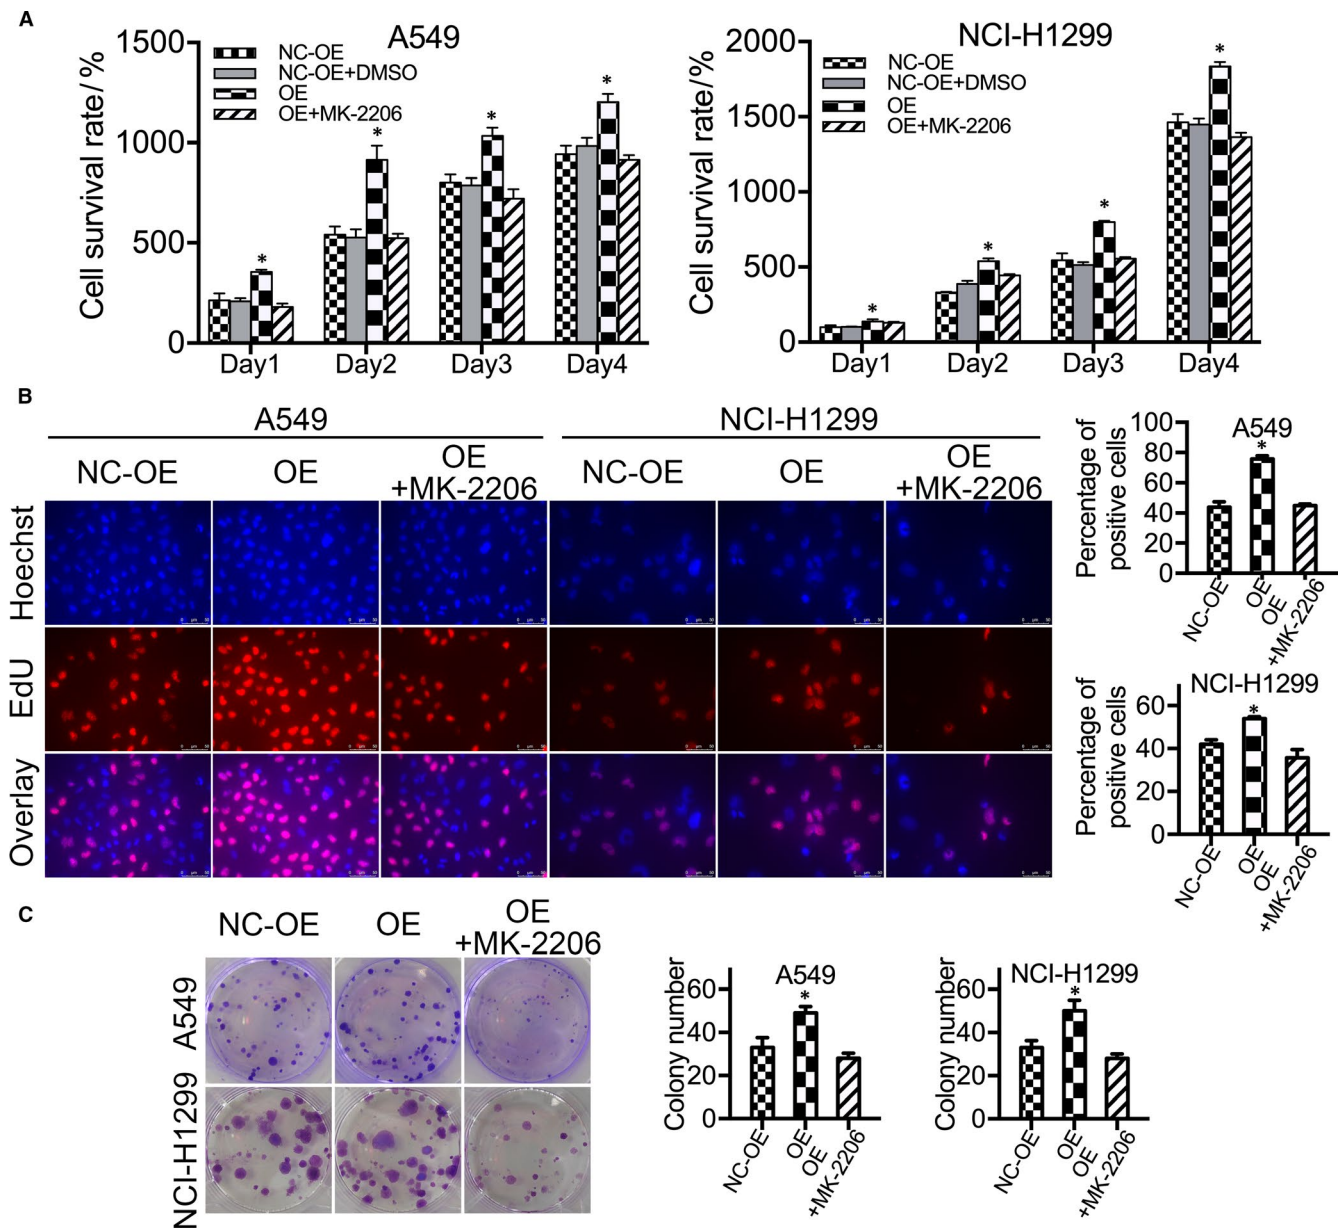 A
A549
Cell survival rate/%
1500
1000
500
0
NC-OE
NC-OE+DMSO
OE
OE+MK-2206
*
*
*
*
Day1
Day2
Day3
Day4
NCI-H1299
Cell survival rate/%
2000
1500
1000
500
0
NC-OE
NC-OE+DMSO
OE
OE+MK-2206
*
*
*
*
Day1
Day2
Day3
Day4
B
A549
NCI-H1299
NC-OE
OE
OE
+MK-2206
NC-OE
OE
OE
+MK-2206
Hoechst
EdU
Overlay
A549
Percentage of
positive cells
100
80
60
40
20
0
*
NC-OE
OE
OE
+MK-2206
NCI-H1299
Percentage of
positive cells
60
40
20
0
*
NC-OE
OE
OE
+MK-2206
C
NC-OE
OE
OE
+MK-2206
A549
NCI-H1299
A549
Colony number
60
40
20
0
*
NC-OE
OE
OE
+MK-2206
NCI-H1299
Colony number
60
40
20
0
*
NC-OE
OE
OE
+MK-2206